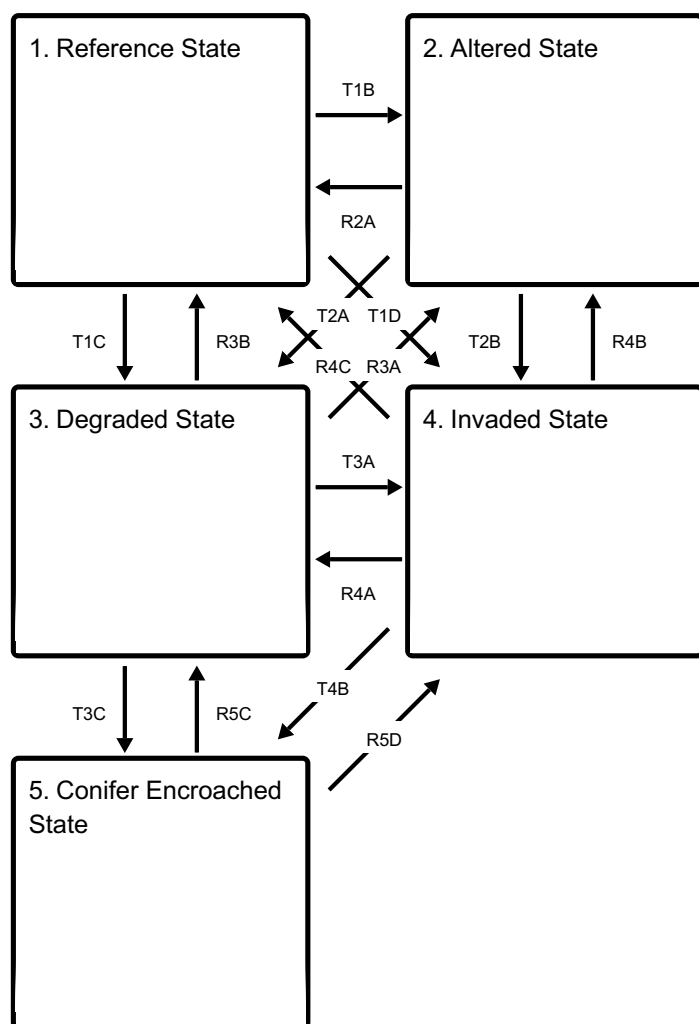 1. Reference State
2. Altered State
T1B
R2A
T1C
R3B
T2A
T1D
T2B
R4B
R4C
R3A
3. Degraded State
4. Invaded State
T3A
R4A
T4B
T3C
R5C
R5D
5. Conifer Encroached
State